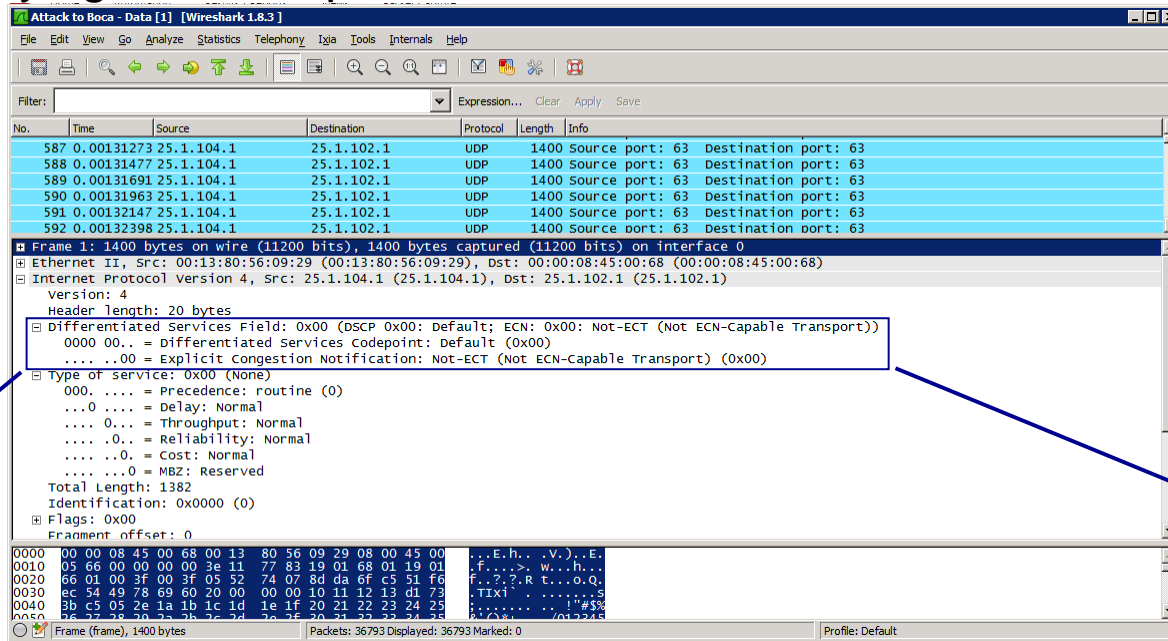 Attack to Boca - Data [1] [Wireshark 1.8.3 ]
File Edit View Go Analyze Statistics Telephony Ixia Tools Internals Help
Filter: Expression... Clear Apply Save
No. Time Source Destination Protocol Length Info
587 0.00131273 25.1.104.1 25.1.102.1 UDP 1400 Source port: 63 Destination port: 63
588 0.00131477 25.1.104.1 25.1.102.1 UDP 1400 Source port: 63 Destination port: 63
589 0.00131691 25.1.104.1 25.1.102.1 UDP 1400 Source port: 63 Destination port: 63
590 0.00131963 25.1.104.1 25.1.102.1 UDP 1400 Source port: 63 Destination port: 63
591 0.00132147 25.1.104.1 25.1.102.1 UDP 1400 Source port: 63 Destination port: 63
592 0.00132398 25.1.104.1 25.1.102.1 UDP 1400 Source port: 63 Destination port: 63
Frame 1: 1400 bytes on wire (11200 bits), 1400 bytes captured (11200 bits) on interface 0
Ethernet II, Src: 00:13:80:56:09:29 (00:13:80:56:09:29), Dst: 00:00:08:45:00:68 (00:00:08:45:00:68)
Internet Protocol Version 4, Src: 25.1.104.1 (25.1.104.1), Dst: 25.1.102.1 (25.1.102.1)
Version: 4
Header length: 20 bytes
Differentiated Services Field: 0x00 (DSCP 0x00: Default; ECN: 0x00: Not-ECT (Not ECN-Capable Transport))
0000 00.. = Differentiated Services Codepoint: Default (0x00)
.... ..00 = Explicit Congestion Notification: Not-ECT (Not ECN-Capable Transport) (0x00)
Type of service: 0x00 (None)
000. .... = Precedence: routine (0)
...0 .... = Delay: Normal
.... 0... = Throughput: Normal
.... .0.. = Reliability: Normal
.... ..0. = Cost: Normal
.... ...0 = MBZ: Reserved
Total Length: 1382
Identification: 0x0000 (0)
Flags: 0x00
Fragment offset: 0
0000 00 00 08 45 00 68 00 13 80 56 09 29 08 00 45 00 ...E.h.. .V.)..E.
0010 05 66 00 00 00 00 3e 11 77 83 19 01 68 01 19 01 .f....>. w...h...
0020 66 01 00 3f 00 3f 05 52 74 07 8d da 6f c5 51 f6 f..?.?.R t...o.Q.
0030 ec 54 49 78 69 60 20 00 00 00 10 11 12 13 d1 73 .TIxi` . .......s
0040 3b c5 05 2e 1a 1b 1c 1d 1e 1f 20 21 22 23 24 25 ;....... .. !"#$%
0050 26 27 28 29 2a 2b 2c 2d 2e 2f 30 31 32 33 34 35
Frame (frame), 1400 bytes Packets: 36793 Displayed: 36793 Marked: 0 Profile: Default